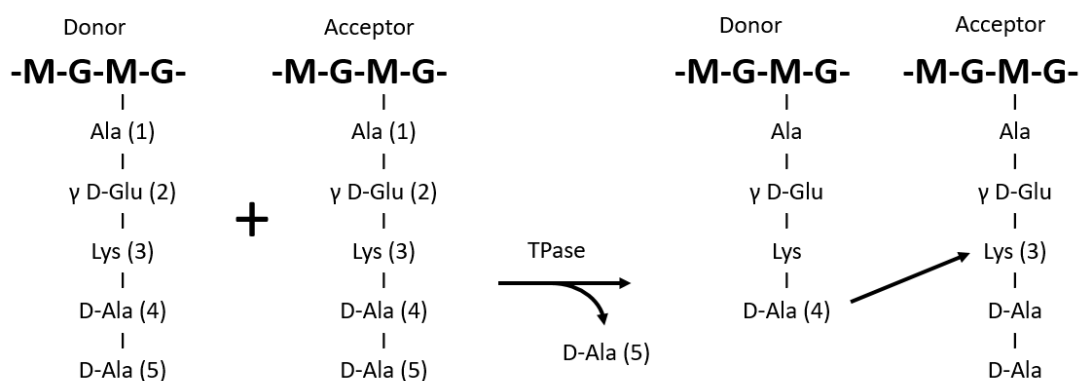 Donor
Acceptor
Donor
Acceptor
-M-G-M-G-
-M-G-M-G-
-M-G-M-G-
-M-G-M-G-
Ala (1)
Ala (1)
Ala
Ala
γ D-Glu (2)
+
γ D-Glu (2)
γ D-Glu
γ D-Glu
Lys (3)
Lys (3)
TPase
Lys
Lys (3)
D-Ala (4)
D-Ala (4)
D-Ala (4)
D-Ala
D-Ala (5)
D-Ala (5)
D-Ala (5)
D-Ala